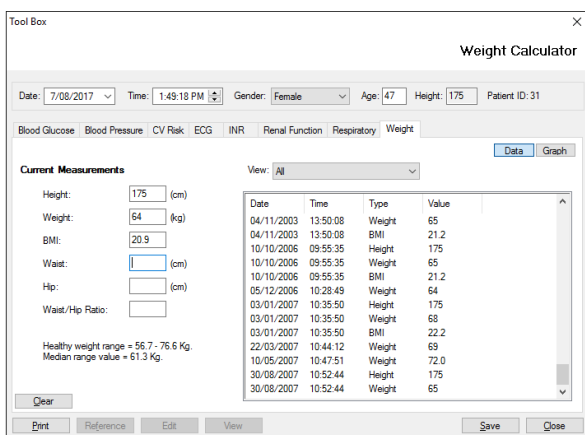 Tool Box
Weight Calculator
Date: 7/08/2017 Time: 1:49:18 PM Gender: Female Age: 47 Height: 175 Patient ID: 31
Blood Glucose Blood Pressure CV Risk ECG INR Renal Function Respiratory Weight
Data Graph
Current Measurements View: All
Height: 175 (cm)
Weight: 64 (kg)
BMI: 20.9
Waist: (cm)
Hip: (cm)
Waist/Hip Ratio:
Healthy weight range = 56.7 - 76.6 Kg.
Median range value = 61.3 Kg.
Date Time Type Value
04/11/2003 13:50:08 Weight 65
04/11/2003 13:50:08 BMI 21.2
10/10/2006 09:55:35 Height 175
10/10/2006 09:55:35 Weight 65
10/10/2006 09:55:35 BMI 21.2
05/12/2006 10:28:49 Weight 64
03/01/2007 10:35:50 Height 175
03/01/2007 10:35:50 Weight 68
03/01/2007 10:35:50 BMI 22.2
22/03/2007 10:44:12 Weight 69
10/05/2007 10:47:51 Weight 72.0
30/08/2007 10:52:44 Height 175
30/08/2007 10:52:44 Weight 65
Clear
Print Reference Edit View Save Close